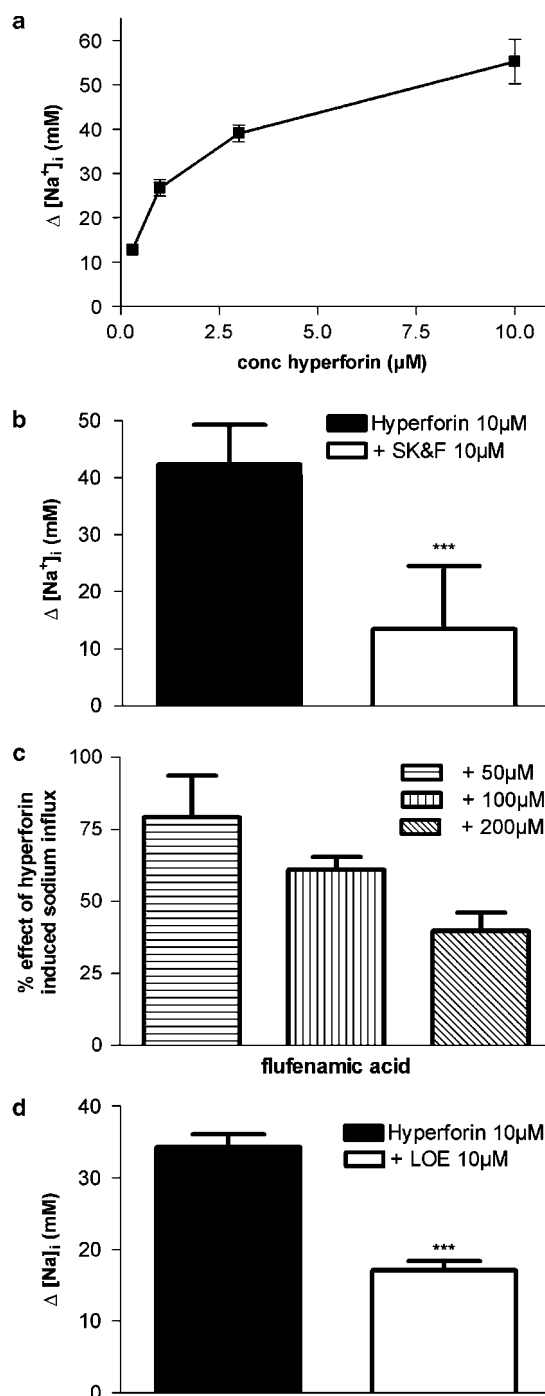 a
Δ [Na⁺]ᵢ (mM)
60
50
40
30
20
10
0
0.0 2.5 5.0 7.5 10.0
conc hyperforin (µM)
b
Δ [Na⁺]ᵢ (mM)
50
40
30
20
10
0
Hyperforin 10µM
+ SK&F 10µM
***
c
% effect of hyperforin
induced sodium influx
100
75
50
25
0
+ 50µM
+ 100µM
+ 200µM
flufenamic acid
d
Δ [Na]ᵢ (mM)
40
30
20
10
0
Hyperforin 10µM
+ LOE 10µM
***